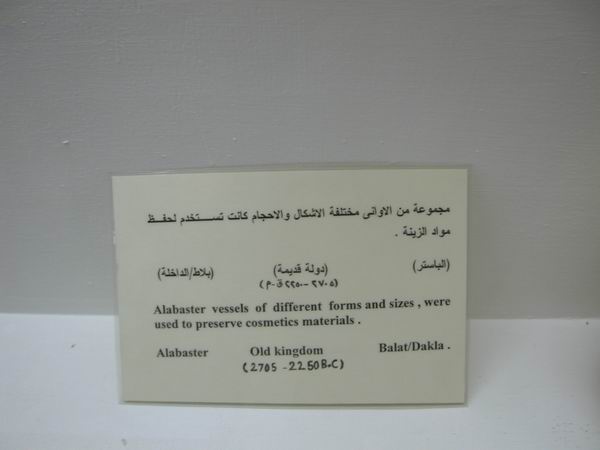 مجموعة من الاوانى مختلفة الاشكال والاحجام كانت تستخدم لحفظ
مواد الزينة .
(الباستر) (دولة قديمة) (بلاط/الداخلة)
(٢٧٠٥-٢٢٥٠ ق.م)
Alabaster vessels of different forms and sizes , were
used to preserve cosmetics materials .
Alabaster Old kingdom Balat/Dakla .
(2705 - 2250 B.C)